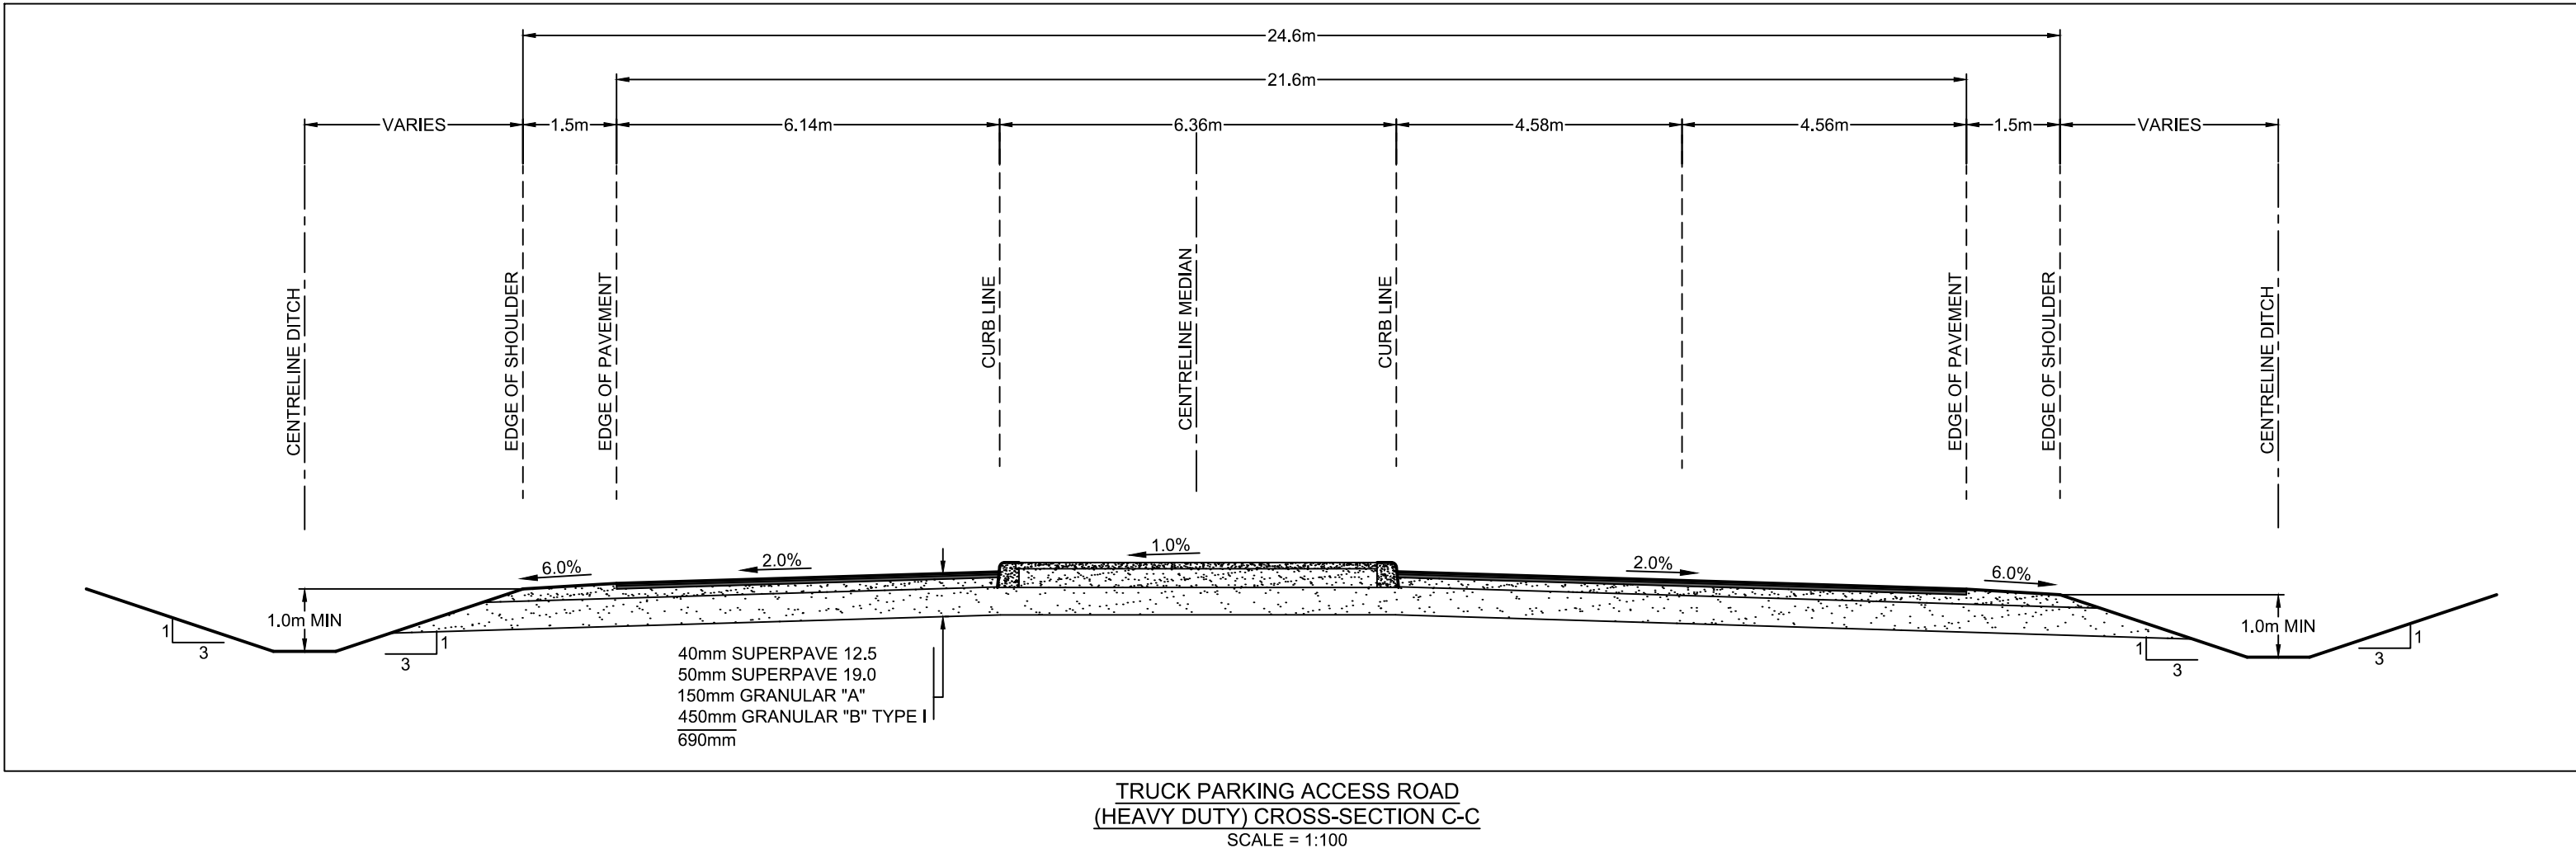 24.6m
21.6m
VARIES 1.5m 6.14m 6.36m 4.58m 4.56m 1.5m VARIES
CENTRELINE DITCH
EDGE OF SHOULDER
EDGE OF PAVEMENT
CURB LINE
CENTRELINE MEDIAN
CURB LINE
EDGE OF PAVEMENT
EDGE OF SHOULDER
CENTRELINE DITCH
6.0% 2.0% 1.0% 2.0% 6.0%
1.0m MIN
1.0m MIN
1
3
1
3
1
3
1
3
40mm SUPERPAVE 12.5
50mm SUPERPAVE 19.0
150mm GRANULAR "A"
450mm GRANULAR "B" TYPE I
690mm
TRUCK PARKING ACCESS ROAD
(HEAVY DUTY) CROSS-SECTION C-C
SCALE = 1:100